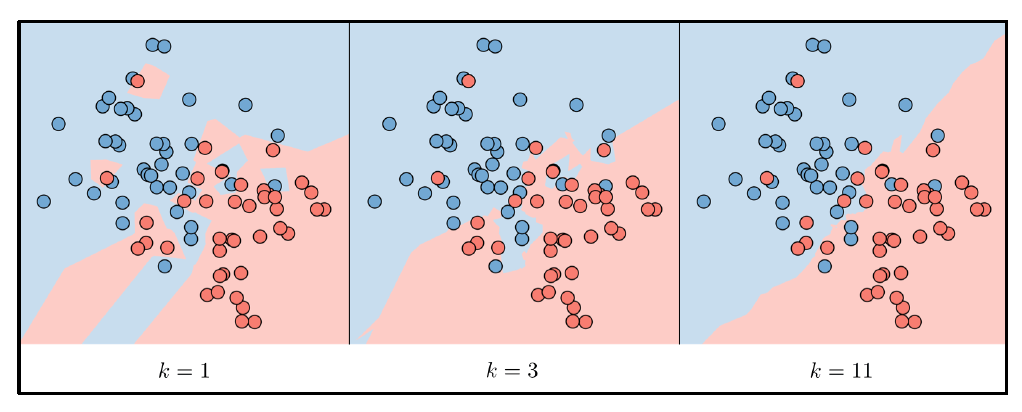 k = 1
k = 3
k = 11